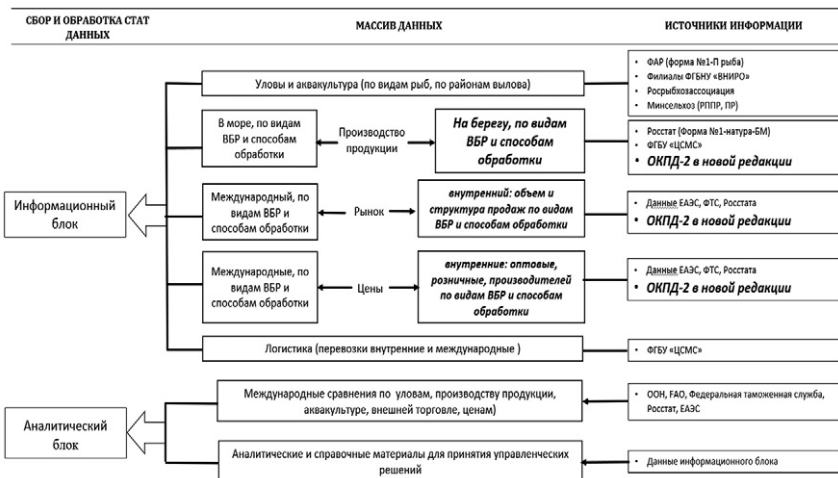 СБОР И ОБРАБОТКА СТАТ
ДАННЫХ
МАССИВ ДАННЫХ
ИСТОЧНИКИ ИНФОРМАЦИИ
Уловы и аквакультура (по видам рыб, по районам вылова)
• ФАР (форма №1-П рыба)
• Филиалы ФГБНУ «ВНИРО»
• Росрыбхозассоциация
• Минсельхоз (РППР, ПР)
В море, по видам
ВБР и способам
обработки
Производство
продукции
На берегу, по видам
ВБР и способам
обработки
• Росстат (Форма №1-натура-БМ)
• ФГБУ «ЦСМС»
• ОКПД-2 в новой редакции
Информационный
блок
Международный, по
видам ВБР и
способам обработки
Рынок
внутренний: объем и
структура продаж по видам
ВБР и способам обработки
• Данные ЕАЭС, ФТС, Росстата
• ОКПД-2 в новой редакции
Международные, по
видам ВБР и
способам обработки
Цены
внутренние: оптовые,
розничные, производителей
по видам ВБР и способам
обработки
• Данные ЕАЭС, ФТС, Росстата
• ОКПД-2 в новой редакции
Логистика (перевозки внутренние и международные )
• ФГБУ «ЦСМС»
Аналитический
блок
Международные сравнения по уловам, производству продукции,
аквакультуре, внешней торговле, ценам)
• ООН, FAO, Федеральная таможенная служба,
Росстат, ЕАЭС
Аналитические и справочные материалы для принятия управленческих
решений
• Данные информационного блока